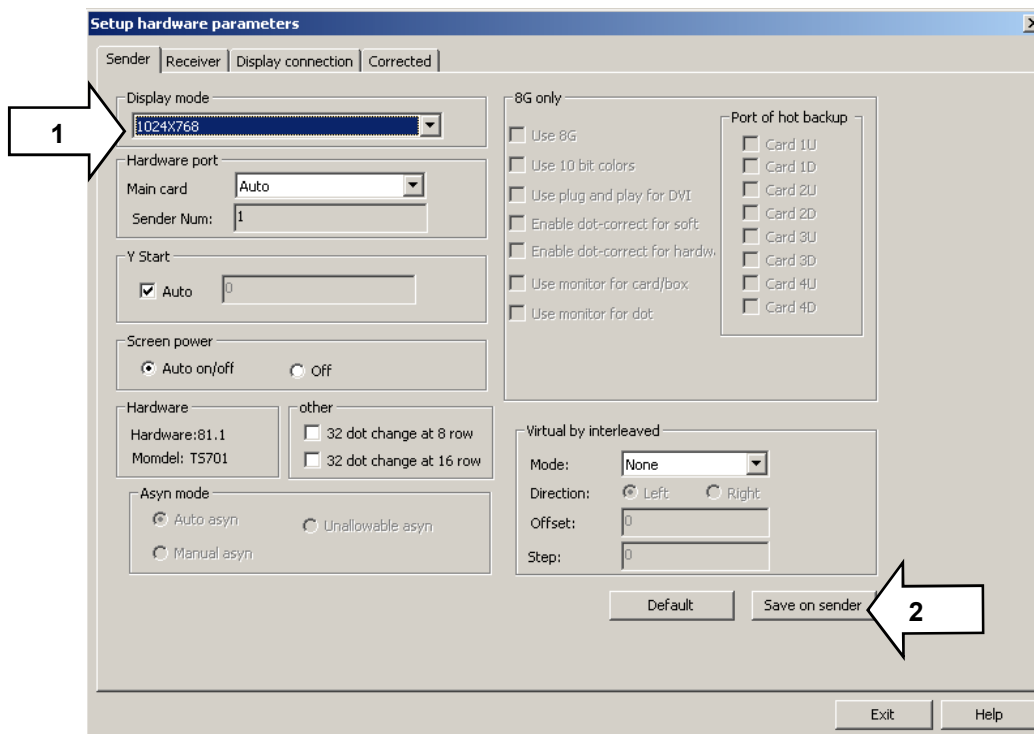 Setup hardware parameters
Sender
Receiver
Display connection
Corrected
Display mode
1024X768
1
Hardware port
Main card
Auto
Sender Num:
1
Y Start
Auto
0
Screen power
Auto on/off
Off
Hardware
Hardware:81.1
Momdel: TS701
other
32 dot change at 8 row
32 dot change at 16 row
Asyn mode
Auto asyn
Unallowable asyn
Manual asyn
8G only
Use 8G
Use 10 bit colors
Use plug and play for DVI
Enable dot-correct for soft
Enable dot-correct for hardw.
Use monitor for card/box
Use monitor for dot
Port of hot backup
Card 1U
Card 1D
Card 2U
Card 2D
Card 3U
Card 3D
Card 4U
Card 4D
Virtual by interleaved
Mode:
None
Direction:
Left
Right
Offset:
0
Step:
0
Default
Save on sender
2
Exit
Help